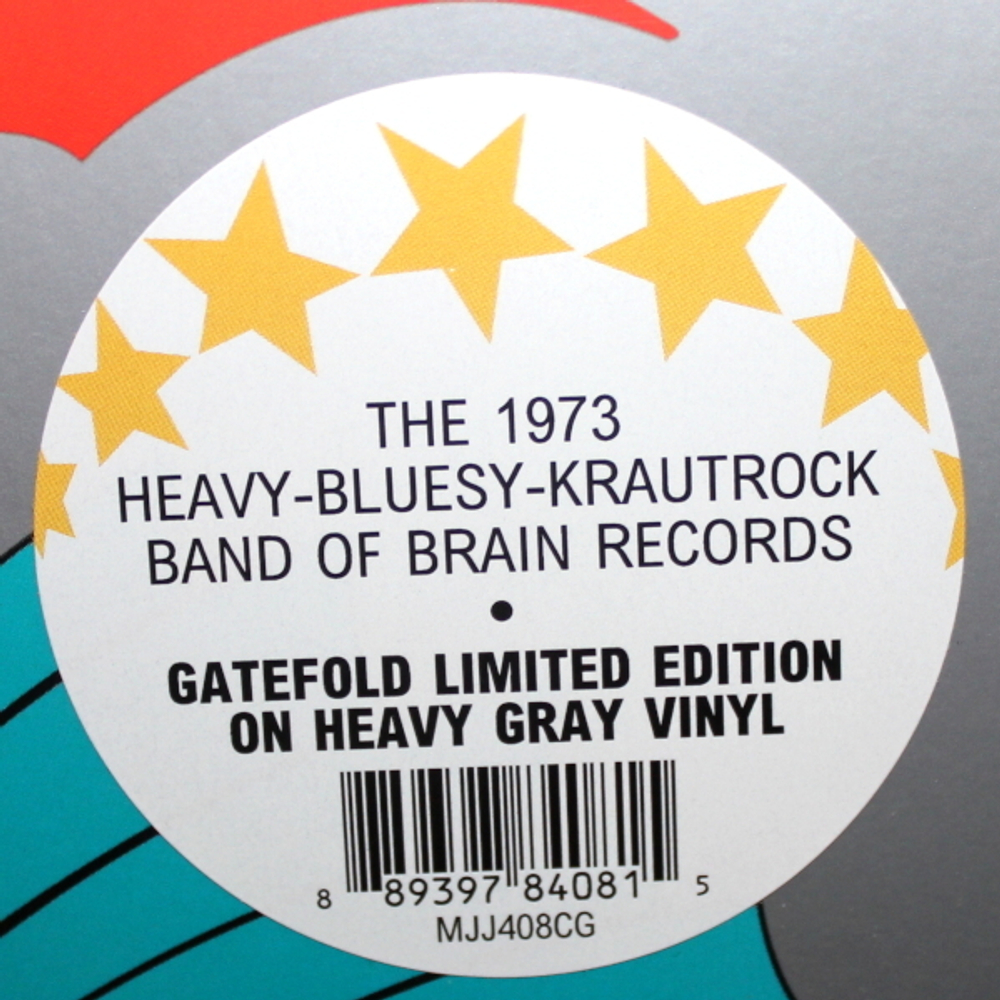 THE 1973
HEAVY-BLUESY-KRAUTROCK
BAND OF BRAIN RECORDS
•
GATEFOLD LIMITED EDITION
ON HEAVY GRAY VINYL
8 89397 84081 5
MJJ408CG